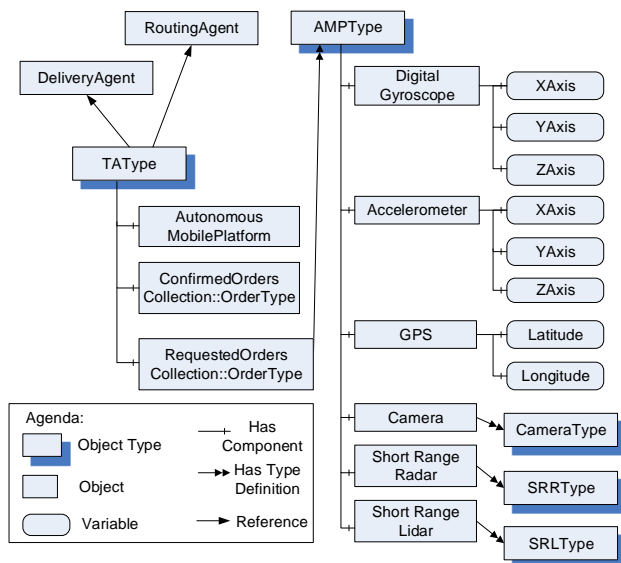 RoutingAgent
DeliveryAgent
TAType
Autonomous
MobilePlatform
ConfirmedOrders
Collection::OrderType
RequestedOrders
Collection::OrderType
AMPType
Digital
Gyroscope
XAxis
YAxis
ZAxis
Accelerometer
XAxis
YAxis
ZAxis
GPS
Latitude
Longitude
Camera
CameraType
Short Range
Radar
SRRType
Short Range
Lidar
SRLType
Agenda:
Object Type
Object
Variable
Has
Component
Has Type
Definition
Reference